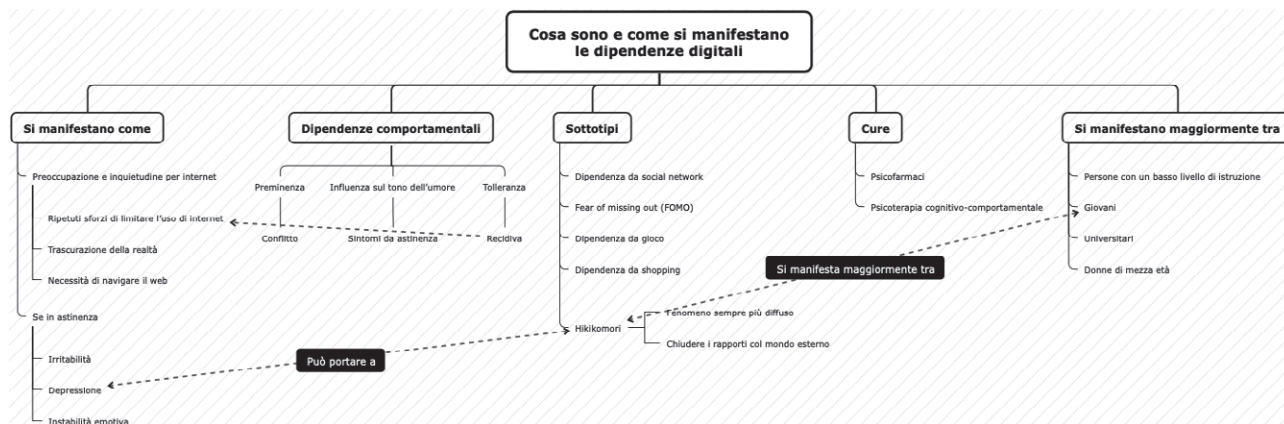 Cosa sono e come si manifestano
le dipendenze digitali
Si manifestano come
Preoccupazione e inquietudine per internet
Ripetuti sforzi di limitare l'uso di internet
Trascurazione della realtà
Necessità di navigare il web
Se in astinenza
Irritabilità
Depressione
Instabilità emotiva
Dipendenze comportamentali
Preminenza
Influenza sul tono dell'umore
Tolleranza
Conflitto
Sintomi da astinenza
Recidiva
Sottotipi
Dipendenza da social network
Fear of missing out (FOMO)
Dipendenza da gioco
Dipendenza da shopping
Hikikomori
Fenomeno sempre più diffuso
Chiudere i rapporti col mondo esterno
Cure
Psicofarmaci
Psicoterapia cognitivo-comportamentale
Si manifestano maggiormente tra
Persone con un basso livello di istruzione
Giovani
Universitari
Donne di mezza età
Si manifesta maggiormente tra
Può portare a